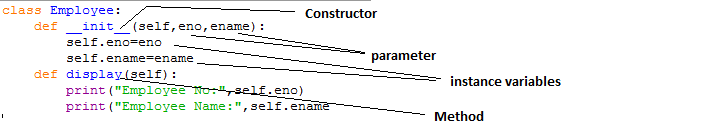 class Employee:
Constructor
    def __init__(self,eno,ename):
        self.eno=eno
parameter
        self.ename=ename
    def display(self):
instance variables
        print("Employee No:",self.eno)
        print("Employee Name:",self.ename
Method